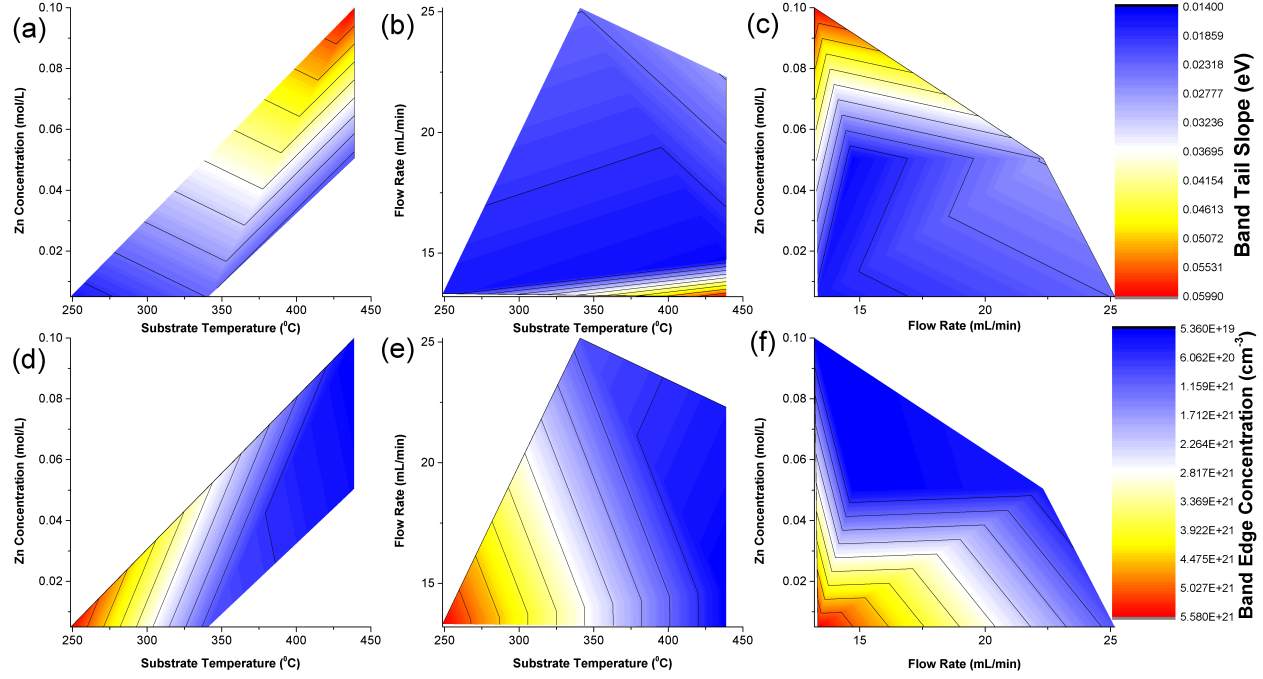 (a)
0.10
0.08
0.06
0.04
0.02
Zn Concentration (mol/L)
250 300 350 400 450
Substrate Temperature (⁰C)
(b)
25
20
15
Flow Rate (mL/min)
250 300 350 400 450
Substrate Temperature (⁰C)
(c)
0.10
0.08
0.06
0.04
0.02
Zn Concentration (mol/L)
15 20 25
Flow Rate (mL/min)
0.01400
0.01859
0.02318
0.02777
0.03236
0.03695
0.04154
0.04613
0.05072
0.05531
0.05990
Band Tail Slope (eV)
(d)
0.10
0.08
0.06
0.04
0.02
Zn Concentration (mol/L)
250 300 350 400 450
Substrate Temperature (⁰C)
(e)
25
20
15
Flow Rate (mL/min)
250 300 350 400 450
Substrate Temperature (⁰C)
(f)
0.10
0.08
0.06
0.04
0.02
Zn Concentration (mol/L)
15 20 25
Flow Rate (mL/min)
5.360E+19
6.062E+20
1.159E+21
1.712E+21
2.264E+21
2.817E+21
3.369E+21
3.922E+21
4.475E+21
5.027E+21
5.580E+21
Band Edge Concentration (cm⁻³)